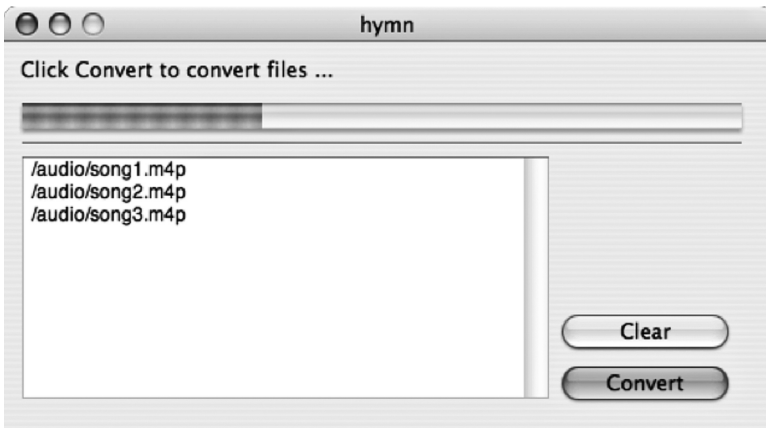 hymn
Click Convert to convert files ...
/audio/song1.m4p
/audio/song2.m4p
/audio/song3.m4p
Clear
Convert